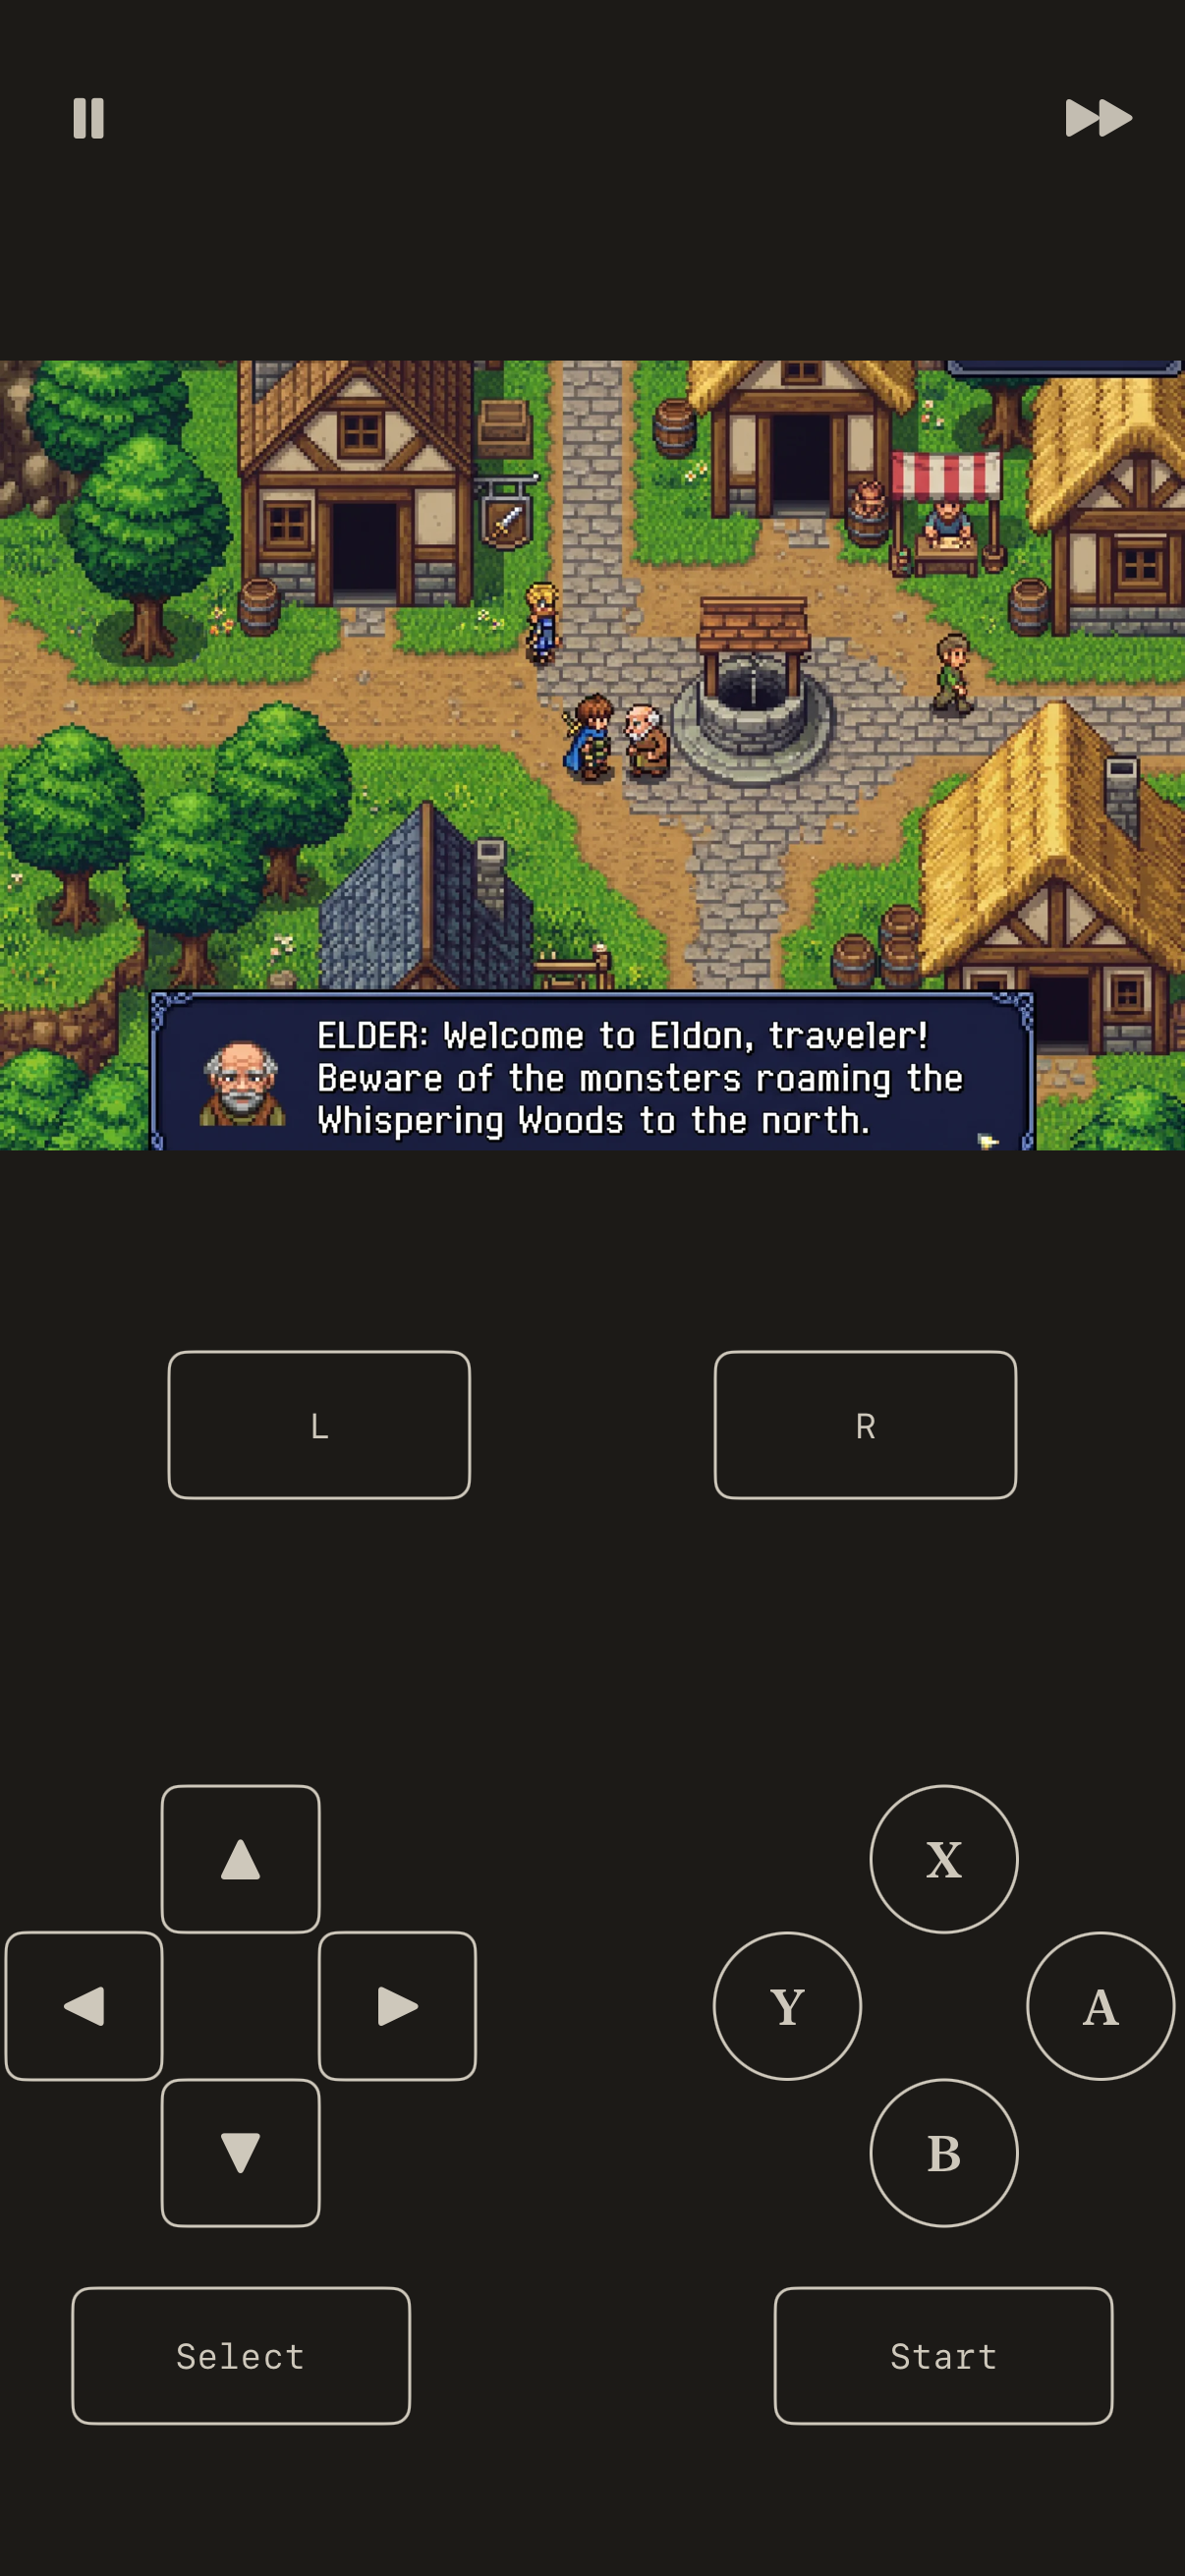 ELDER: Welcome to Eldon, traveler!
Beware of the monsters roaming the
Whispering Woods to the north.
L
R
X
Y
A
B
Select
Start